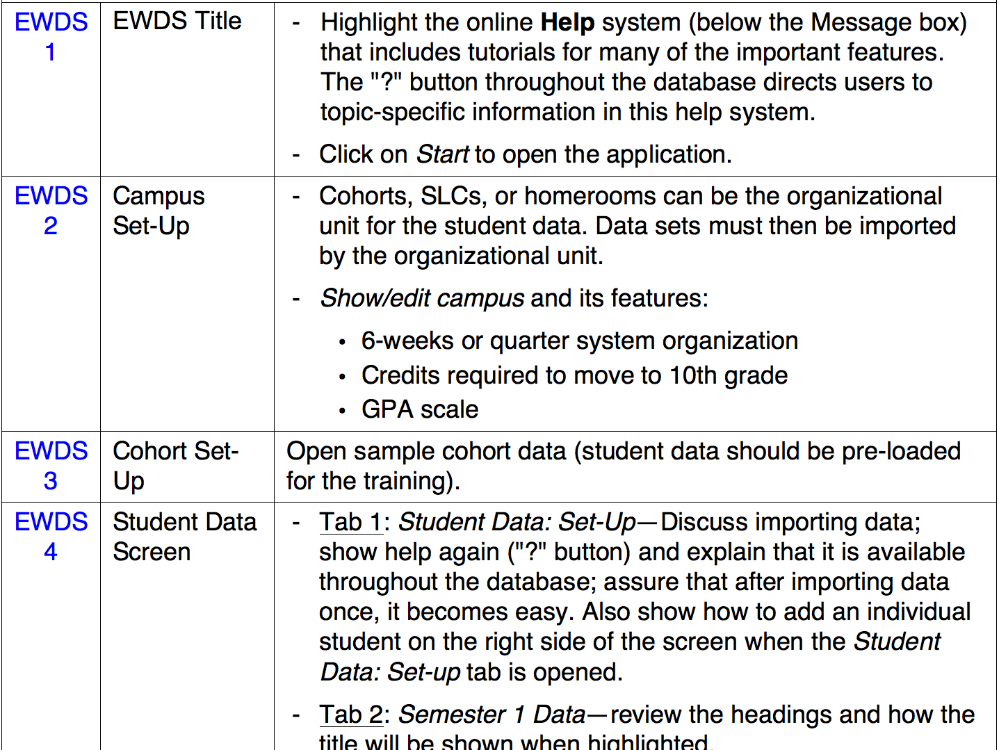 EWDS
1
EWDS Title
- Highlight the online Help system (below the Message box)
that includes tutorials for many of the important features.
The "?" button throughout the database directs users to
topic-specific information in this help system.
- Click on Start to open the application.
EWDS
2
Campus
Set-Up
- Cohorts, SLCs, or homerooms can be the organizational
unit for the student data. Data sets must then be imported
by the organizational unit.
- Show/edit campus and its features:
• 6-weeks or quarter system organization
• Credits required to move to 10th grade
• GPA scale
EWDS
3
Cohort Set-
Up
Open sample cohort data (student data should be pre-loaded
for the training).
EWDS
4
Student Data
Screen
- Tab 1: Student Data: Set-Up—Discuss importing data;
show help again ("?" button) and explain that it is available
throughout the database; assure that after importing data
once, it becomes easy. Also show how to add an individual
student on the right side of the screen when the Student
Data: Set-up tab is opened.
- Tab 2: Semester 1 Data—review the headings and how the
title will be shown when highlighted.